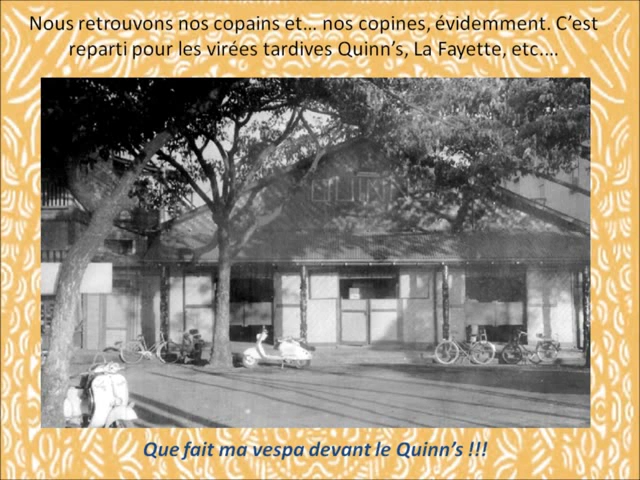 Nous retrouvons nos copains et… nos copines, évidemment. C’est
reparti pour les virées tardives Quinn’s, La Fayette, etc.…
QUINN
Que fait ma vespa devant le Quinn’s !!!